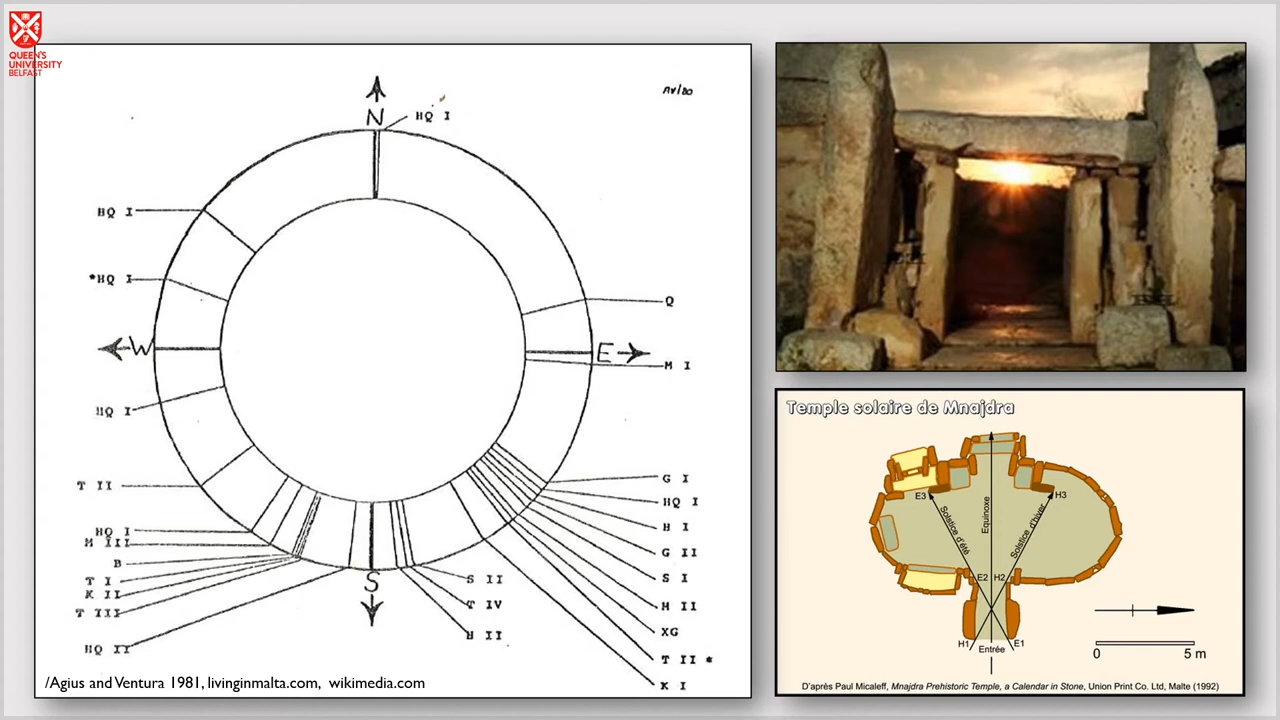 QUEEN'S
UNIVERSITY
BELFAST
N
HQ I
HQ I
*HQ I
W
HQ I
T II
HQ I
M III
B
T I
K II
T III
HQ II
S
E
Q
M I
G I
HQ I
H I
G II
S I
M II
XG
T II *
K I
S II
T IV
H II
/Agius and Ventura 1981, livinginmalta.com, wikimedia.com
Temple solaire de Mnajdra
E3
H3
Solstice d'été
Equinoxe
Solstice d'hiver
E2
H2
H1
E1
Entrée
0
5 m
D'après Paul Micaleff, Mnajdra Prehistoric Temple, a Calendar in Stone, Union Print Co. Ltd, Malte (1992)